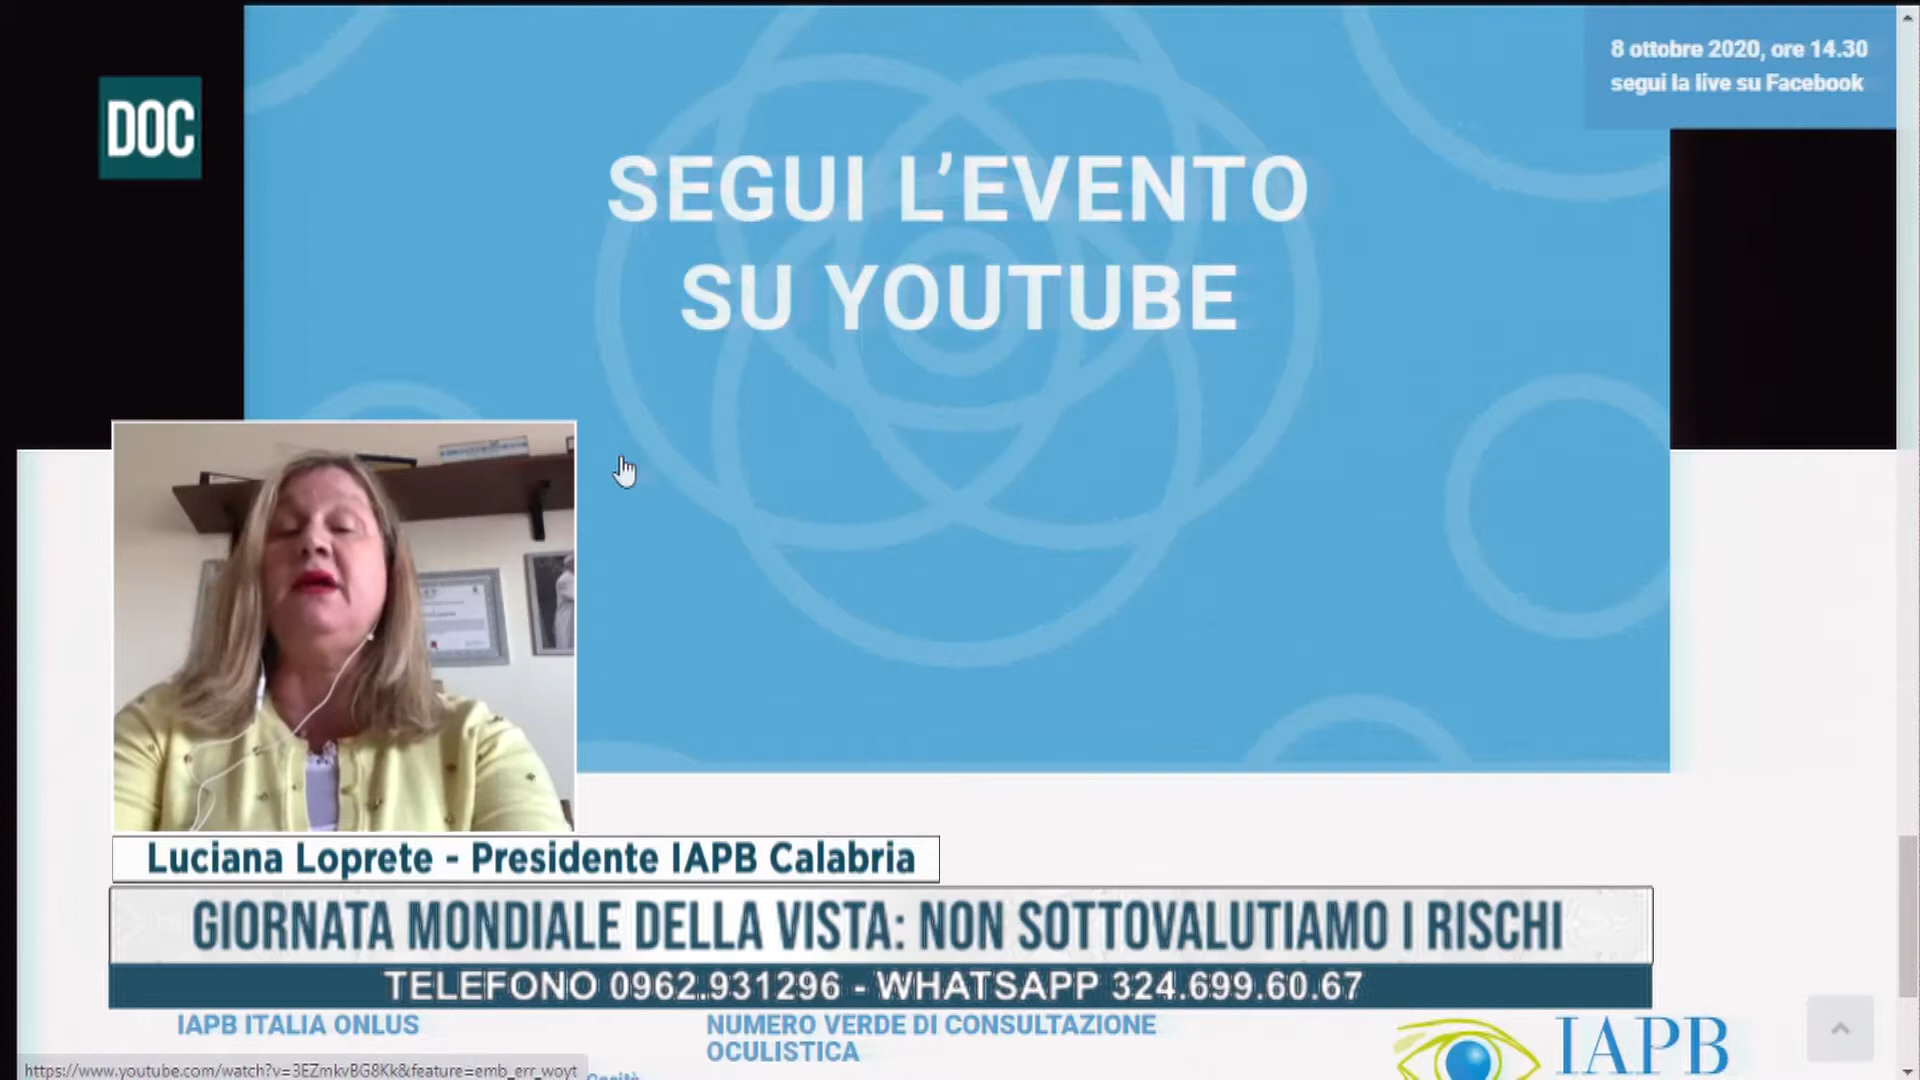 8 ottobre 2020, ore 14.30
segui la live su Facebook
DOC
SEGUI L'EVENTO
SU YOUTUBE
Luciana Loprete - Presidente IAPB Calabria
GIORNATA MONDIALE DELLA VISTA: NON SOTTOVALUTIAMO I RISCHI
TELEFONO 0962.931296 - WHATSAPP 324.699.60.67
IAPB ITALIA ONLUS
NUMERO VERDE DI CONSULTAZIONE
OCULISTICA
IAPB
https://www.youtube.com/watch?v=3EZmkvBG8Kk&feature=emb_err_woyt